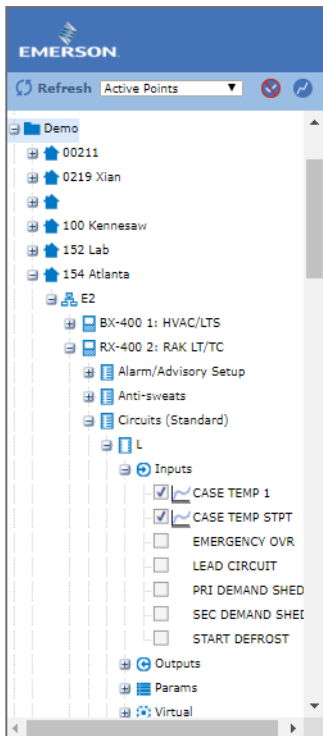 EMERSON
Refresh Active Points
Demo
00211
0219 Xian
100 Kennesaw
152 Lab
154 Atlanta
E2
BX-400 1: HVAC/LTS
RX-400 2: RAK LT/TC
Alarm/Advisory Setup
Anti-sweats
Circuits (Standard)
L
Inputs
CASE TEMP 1
CASE TEMP STPT
EMERGENCY OVR
LEAD CIRCUIT
PRI DEMAND SHED
SEC DEMAND SHED
START DEFROST
Outputs
Params
Virtual